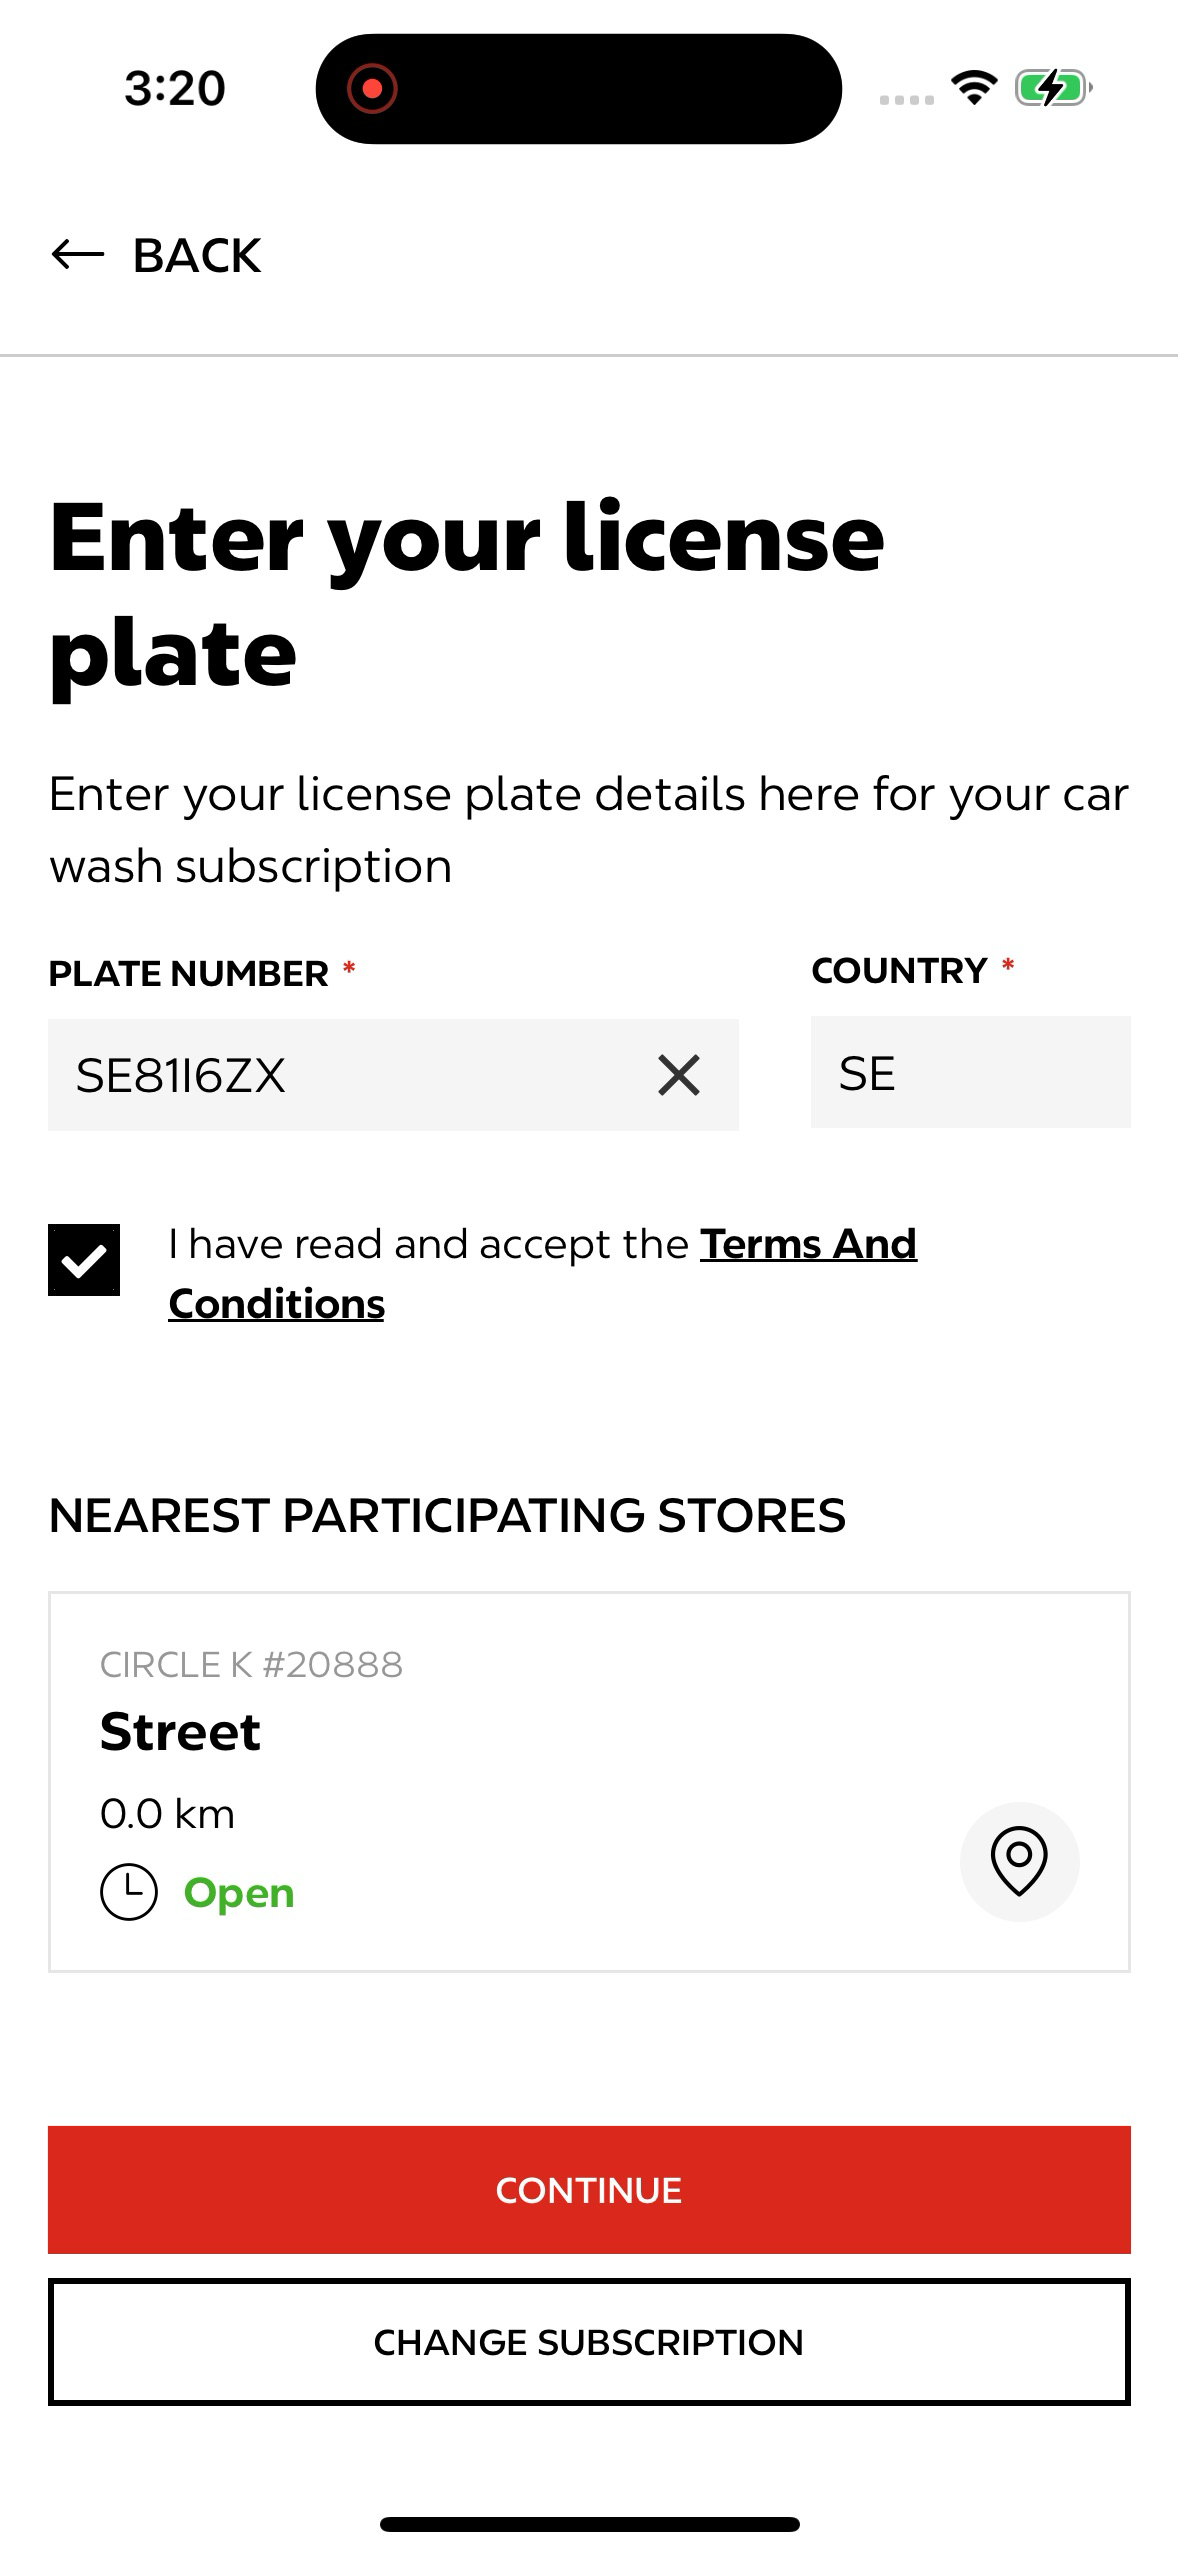 3:20
BACK
Enter your license
plate
Enter your license plate details here for your car
wash subscription
PLATE NUMBER *
COUNTRY *
SE81I6ZX
SE
I have read and accept the Terms And
Conditions
NEAREST PARTICIPATING STORES
CIRCLE K #20888
Street
0.0 km
Open
CONTINUE
CHANGE SUBSCRIPTION